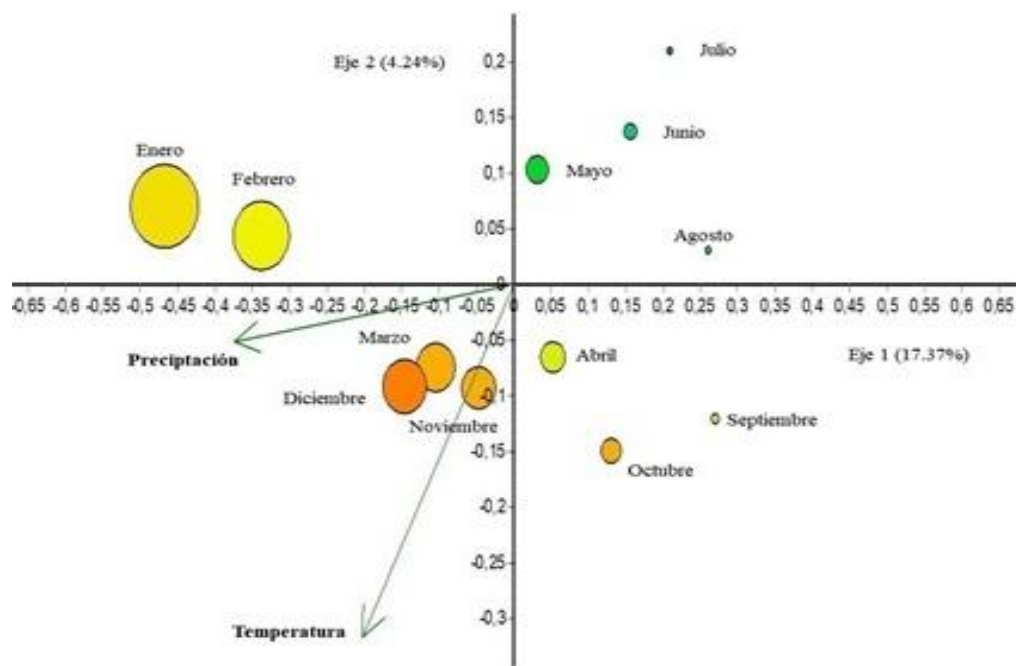 Eje 2 (4.24%)
0,2
Julio
0,15
Junio
Enero
Febrero
0,1
Mayo
0,05
Agosto
0
-0,65 -0,6 -0,55 -0,5 -0,45 -0,4 -0,35 -0,3 -0,25 -0,2 -0,15 -0,1 -0,05 0 0,05 0,1 0,15 0,2 0,25 0,3 0,35 0,4 0,45 0,5 0,55 0,6 0,65
-0,05
Marzo
Preciptación
Abril
Eje 1 (17.37%)
Diciembre
-0,1
Noviembre
Septiembre
-0,15
Octubre
-0,2
-0,25
-0,3
Temperatura